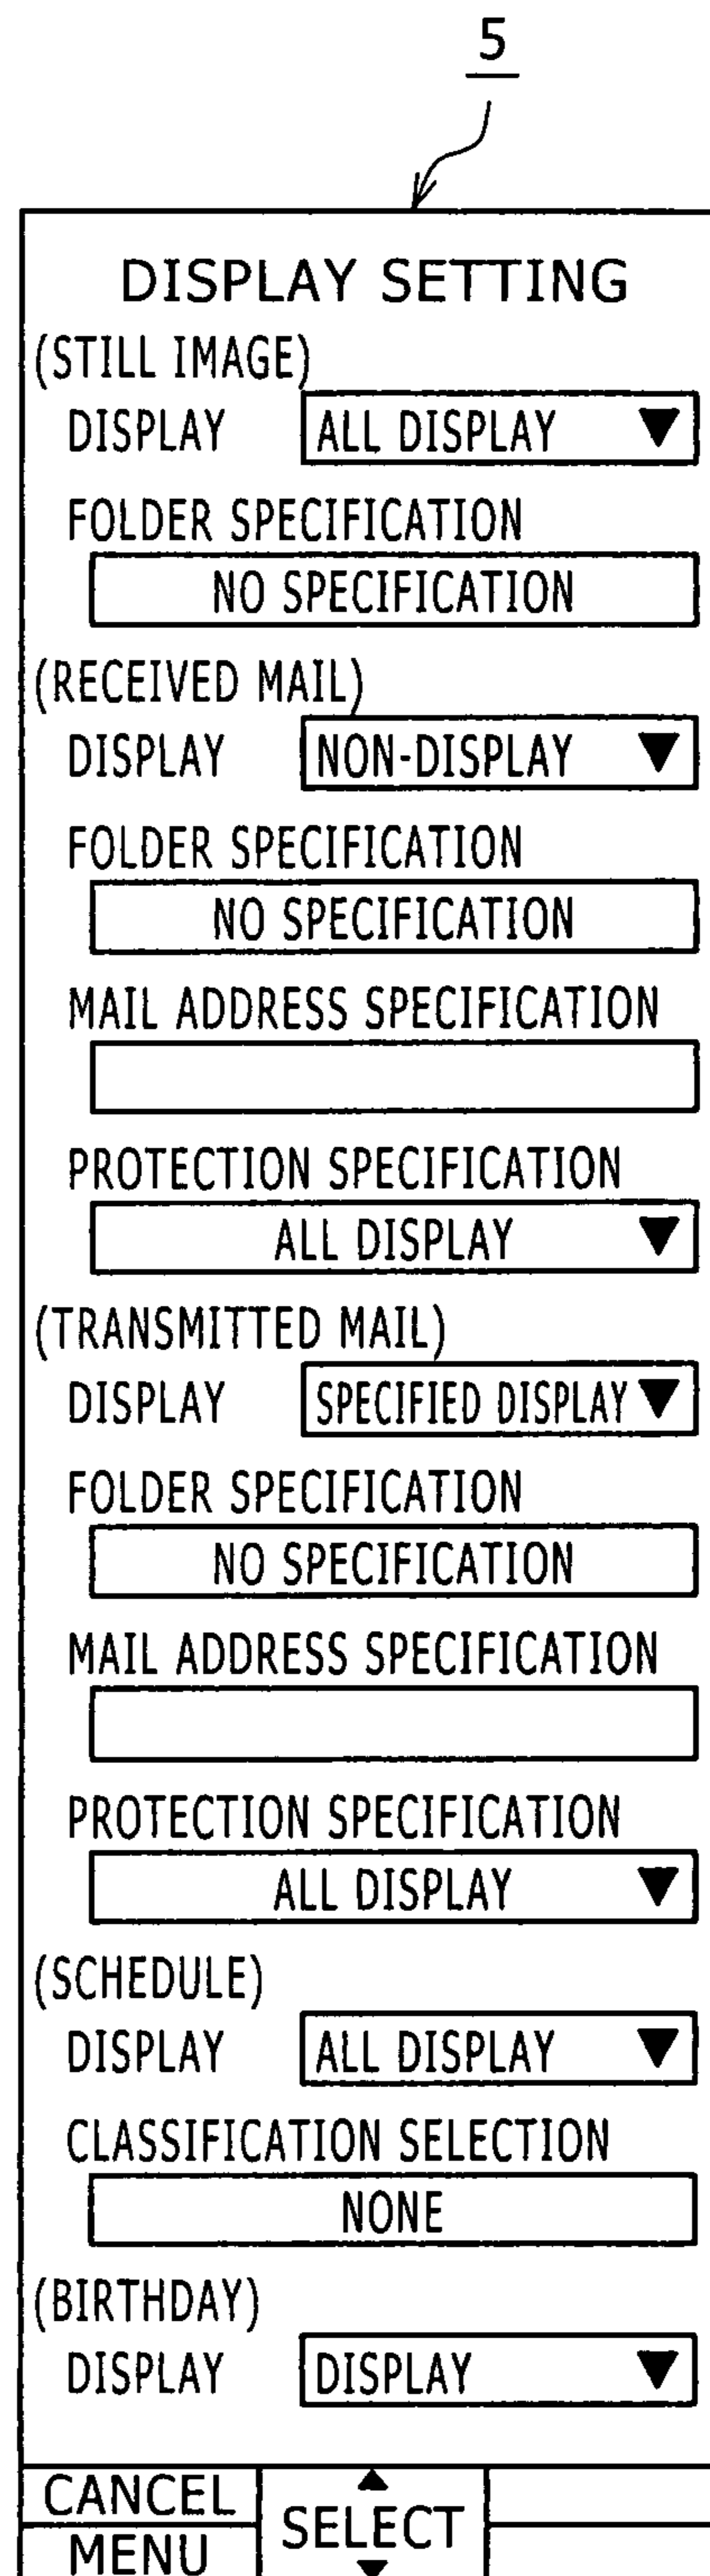 5
DISPLAY SETTING
(STILL IMAGE)
DISPLAY ALL DISPLAY ▼
FOLDER SPECIFICATION
NO SPECIFICATION
(RECEIVED MAIL)
DISPLAY NON-DISPLAY ▼
FOLDER SPECIFICATION
NO SPECIFICATION
MAIL ADDRESS SPECIFICATION
PROTECTION SPECIFICATION
ALL DISPLAY ▼
(TRANSMITTED MAIL)
DISPLAY SPECIFIED DISPLAY ▼
FOLDER SPECIFICATION
NO SPECIFICATION
MAIL ADDRESS SPECIFICATION
PROTECTION SPECIFICATION
ALL DISPLAY ▼
(SCHEDULE)
DISPLAY ALL DISPLAY ▼
CLASSIFICATION SELECTION
NONE
(BIRTHDAY)
DISPLAY DISPLAY ▼
CANCEL
SELECT
MENU